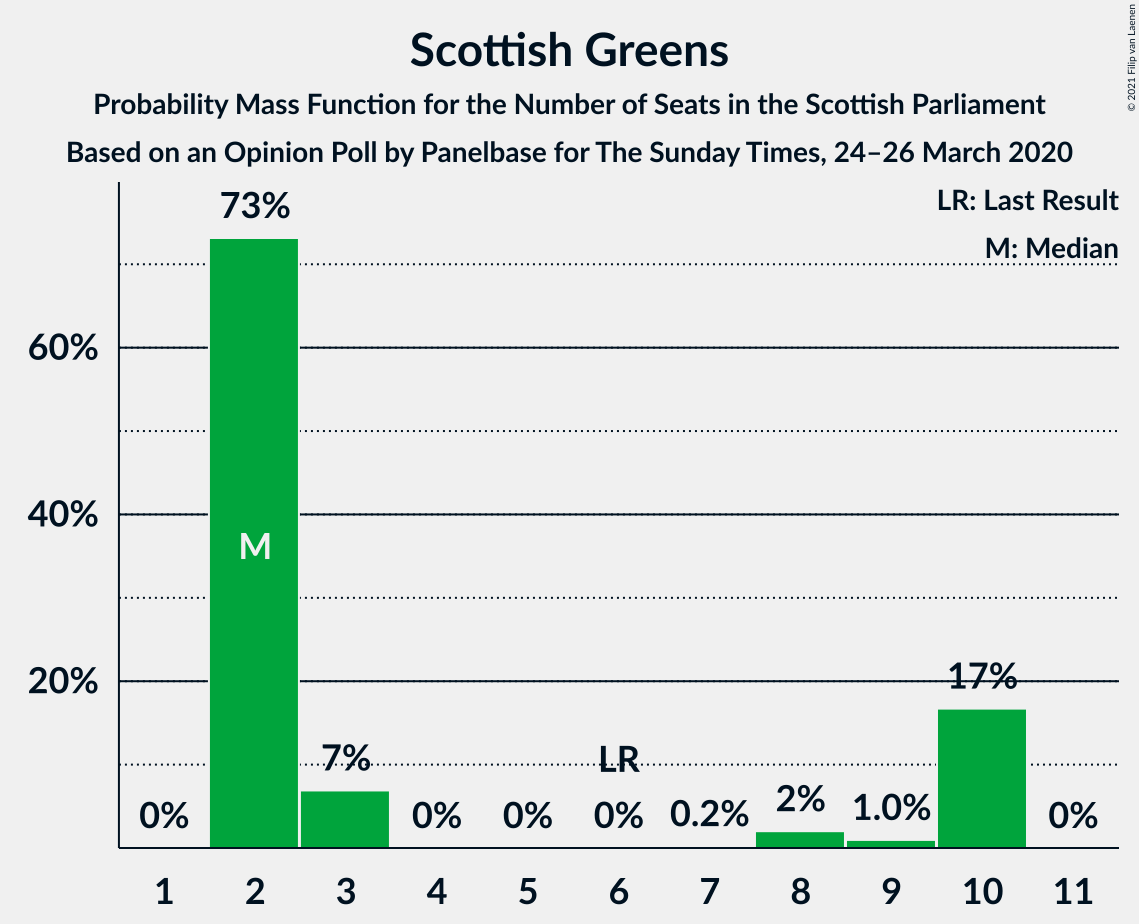 Scottish Greens
Probability Mass Function for the Number of Seats in the Scottish Parliament
Based on an Opinion Poll by Panelbase for The Sunday Times, 24–26 March 2020
© 2021 Filip van Laenen
LR: Last Result
M: Median
73%
60%
40%
M
20%
17%
7%
LR
0%
0%
0%
0%
0.2%
2%
1.0%
0%
1 2 3 4 5 6 7 8 9 10 11